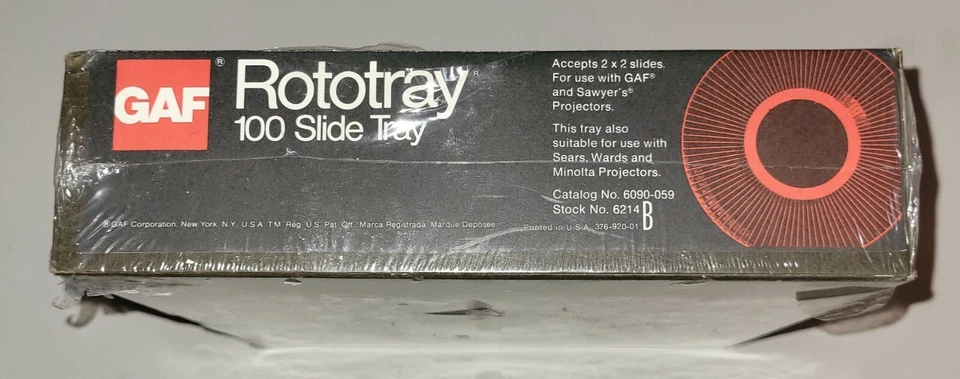 GAF®
Rototray®
100 Slide Tray
Accepts 2 x 2 slides.
For use with GAF®
and Sawyer's®
Projectors.
This tray also
suitable for use with
Sears, Wards and
Minolta Projectors.
Catalog No. 6090-059
Stock No. 6214 B
® GAF Corporation, New York, N.Y. U.S.A. TM Reg. U.S. Pat. Off. Marca Registrada, Mardue Deposee
Printed in U.S.A. 376-920-01